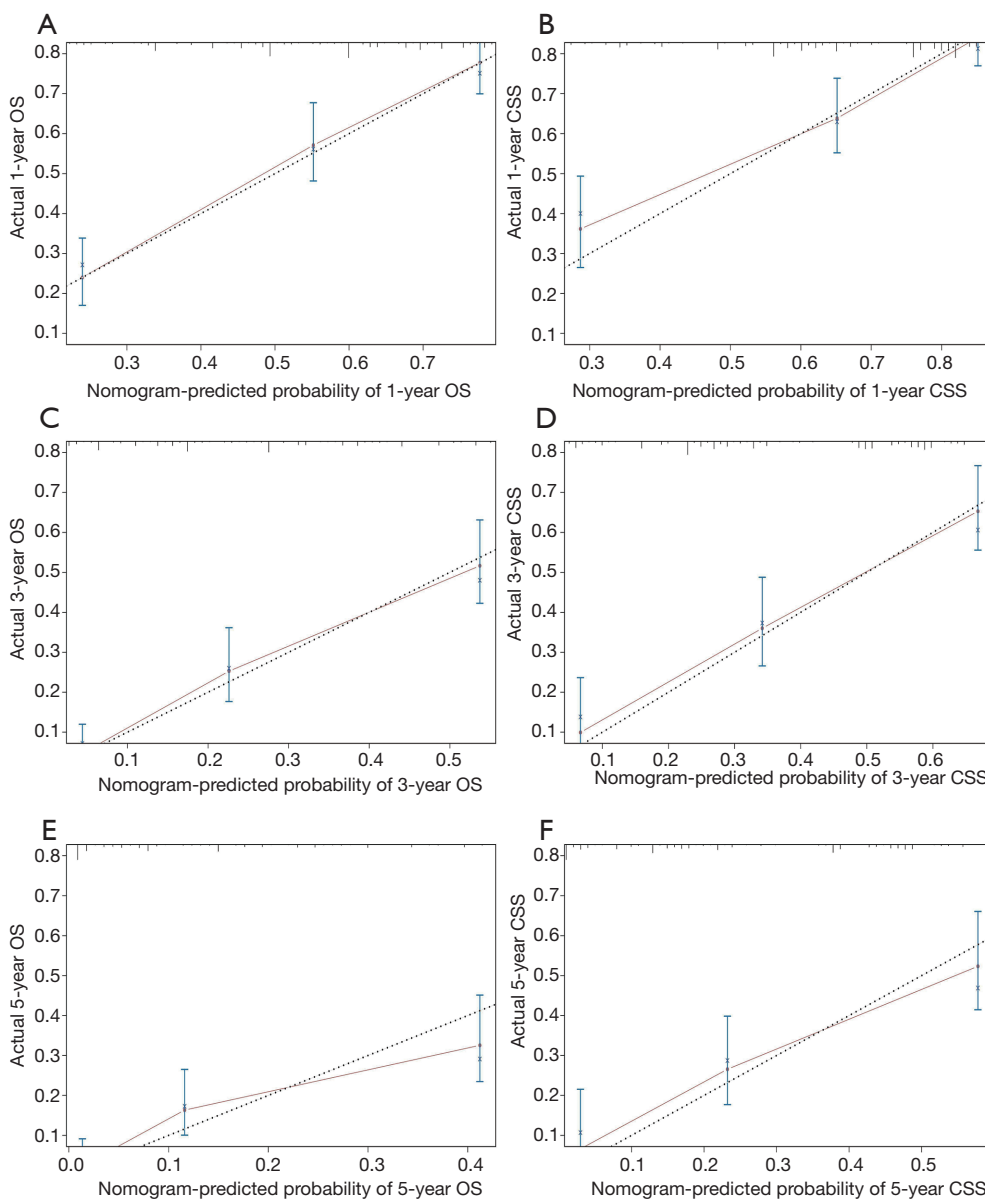 A
0.8
0.7
0.6
0.5
0.4
0.3
0.2
0.1
Actual 1-year OS
0.3 0.4 0.5 0.6 0.7
Nomogram-predicted probability of 1-year OS
B
0.8
0.7
0.6
0.5
0.4
0.3
0.2
0.1
Actual 1-year CSS
0.3 0.4 0.5 0.6 0.7 0.8
Nomogram-predicted probability of 1-year CSS
C
0.8
0.7
0.6
0.5
0.4
0.3
0.2
0.1
Actual 3-year OS
0.1 0.2 0.3 0.4 0.5
Nomogram-predicted probability of 3-year OS
D
0.8
0.7
0.6
0.5
0.4
0.3
0.2
0.1
Actual 3-year CSS
0.1 0.2 0.3 0.4 0.5 0.6
Nomogram-predicted probability of 3-year CSS
E
0.8
0.7
0.6
0.5
0.4
0.3
0.2
0.1
Actual 5-year OS
0.0 0.1 0.2 0.3 0.4
Nomogram-predicted probability of 5-year OS
F
0.8
0.7
0.6
0.5
0.4
0.3
0.2
0.1
Actual 5-year CSS
0.1 0.2 0.3 0.4 0.5
Nomogram-predicted probability of 5-year CSS